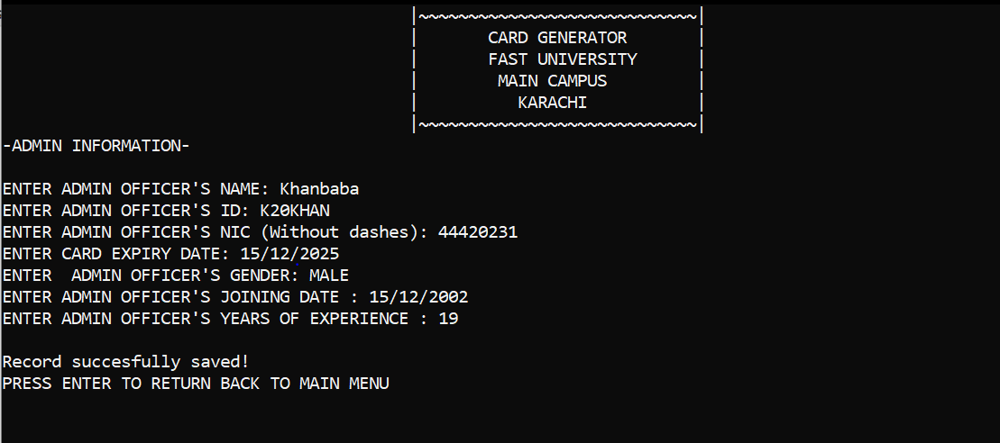 |~~~~~~~~~~~~~~~~~~~~~~~~~~~~|
| CARD GENERATOR |
| FAST UNIVERSITY |
| MAIN CAMPUS |
| KARACHI |
|~~~~~~~~~~~~~~~~~~~~~~~~~~~~|
-ADMIN INFORMATION-
ENTER ADMIN OFFICER'S NAME: Khanbaba
ENTER ADMIN OFFICER'S ID: K20KHAN
ENTER ADMIN OFFICER'S NIC (Without dashes): 44420231
ENTER CARD EXPIRY DATE: 15/12/2025
ENTER  ADMIN OFFICER'S GENDER: MALE
ENTER ADMIN OFFICER'S JOINING DATE : 15/12/2002
ENTER ADMIN OFFICER'S YEARS OF EXPERIENCE : 19
Record succesfully saved!
PRESS ENTER TO RETURN BACK TO MAIN MENU